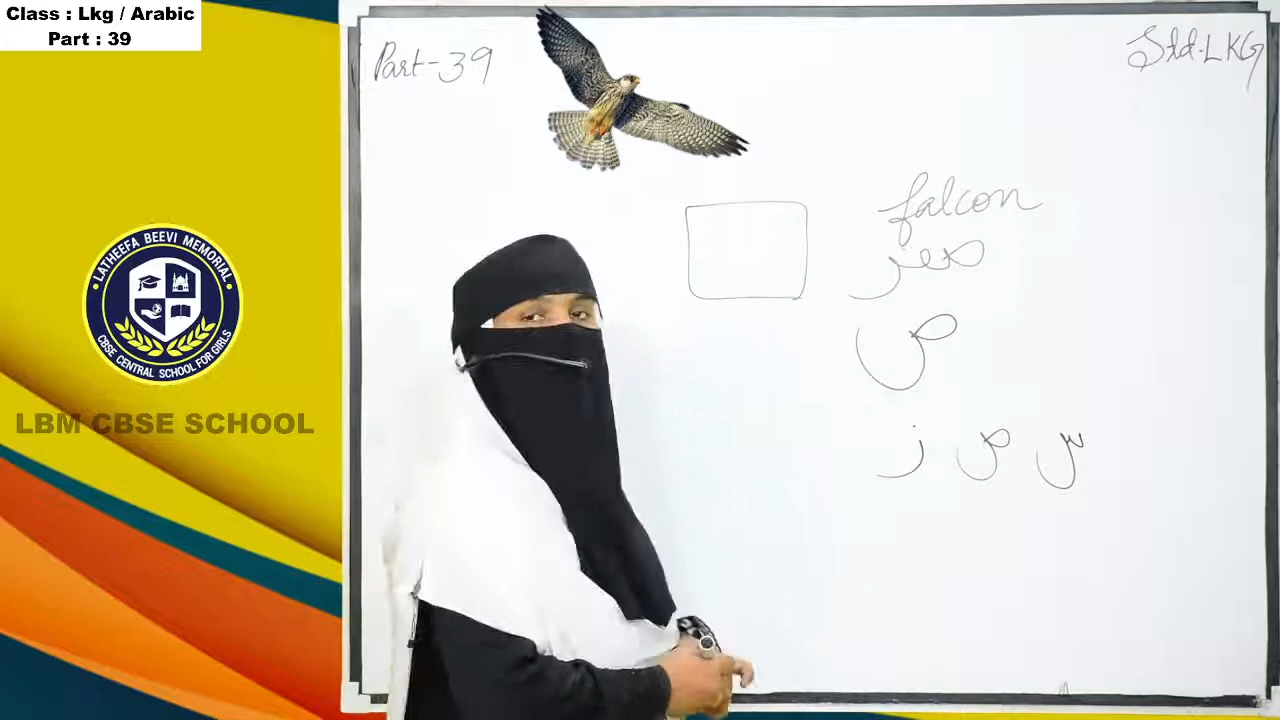 Class : Lkg / Arabic
Part : 39
Part-39
Std-LKG
falcon
صقر
ص
س ص ز
LATHEEFA BEEVI MEMORIAL
CBSE CENTRAL SCHOOL FOR GIRLS
LBM CBSE SCHOOL